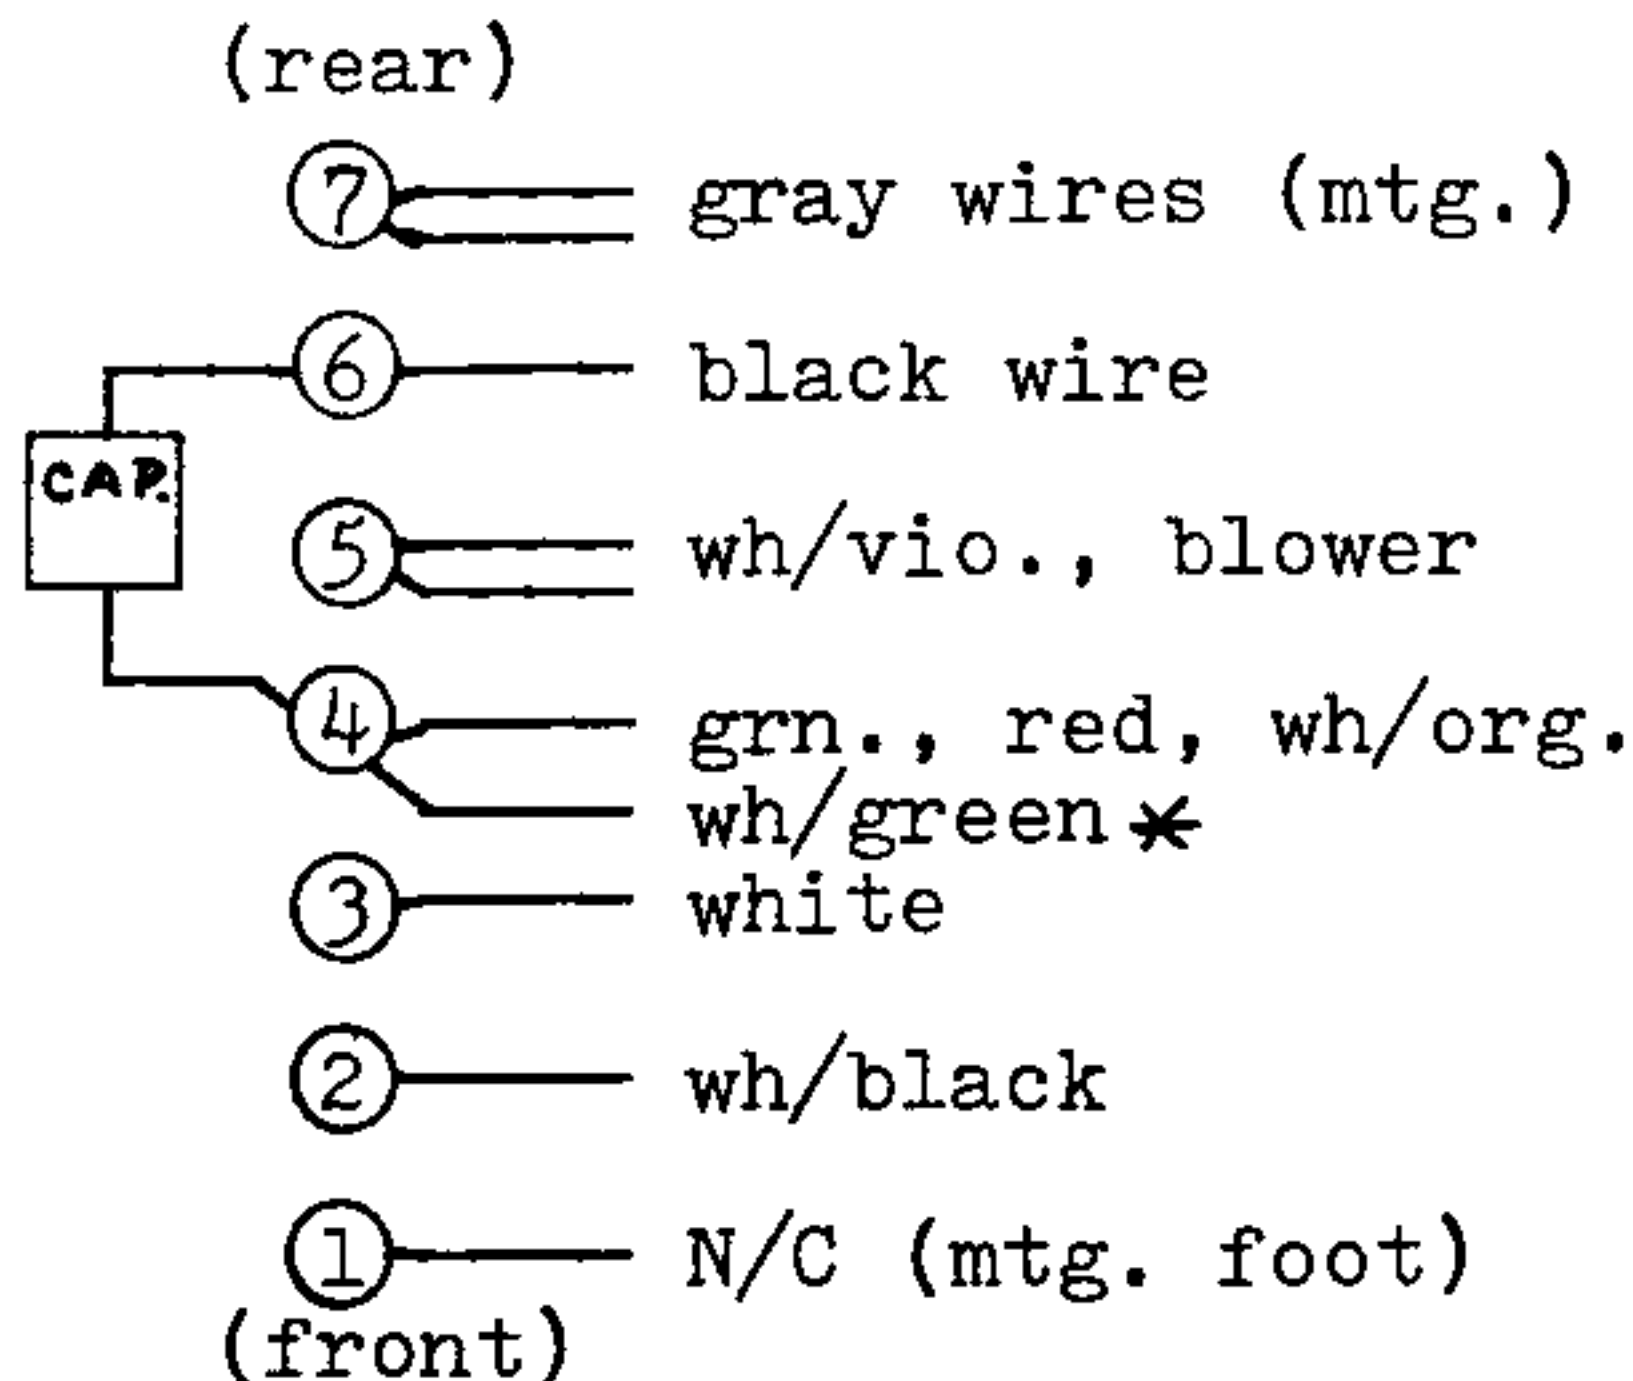 (rear)
7 gray wires (mtg.)
6 black wire
CAP.
5 wh/vio., blower
4 grn., red, wh/org.
wh/green*
3 white
2 wh/black
1 N/C (mtg. foot)
(front)